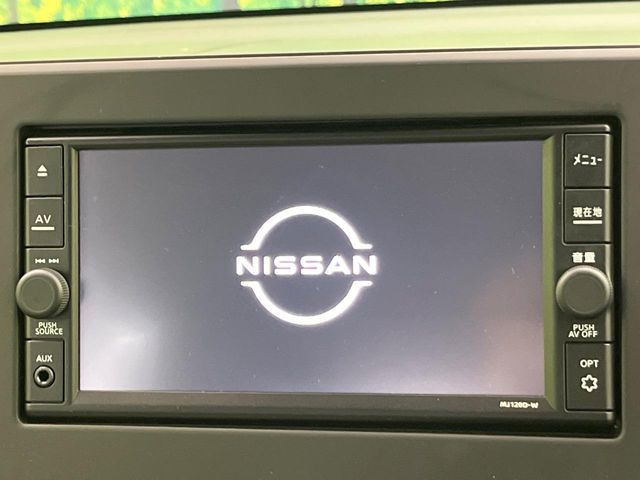 AV
PUSH
SOURCE
AUX
NISSAN
メニュー
現在地
音量
PUSH
AV OFF
OPT
MJ120D-W